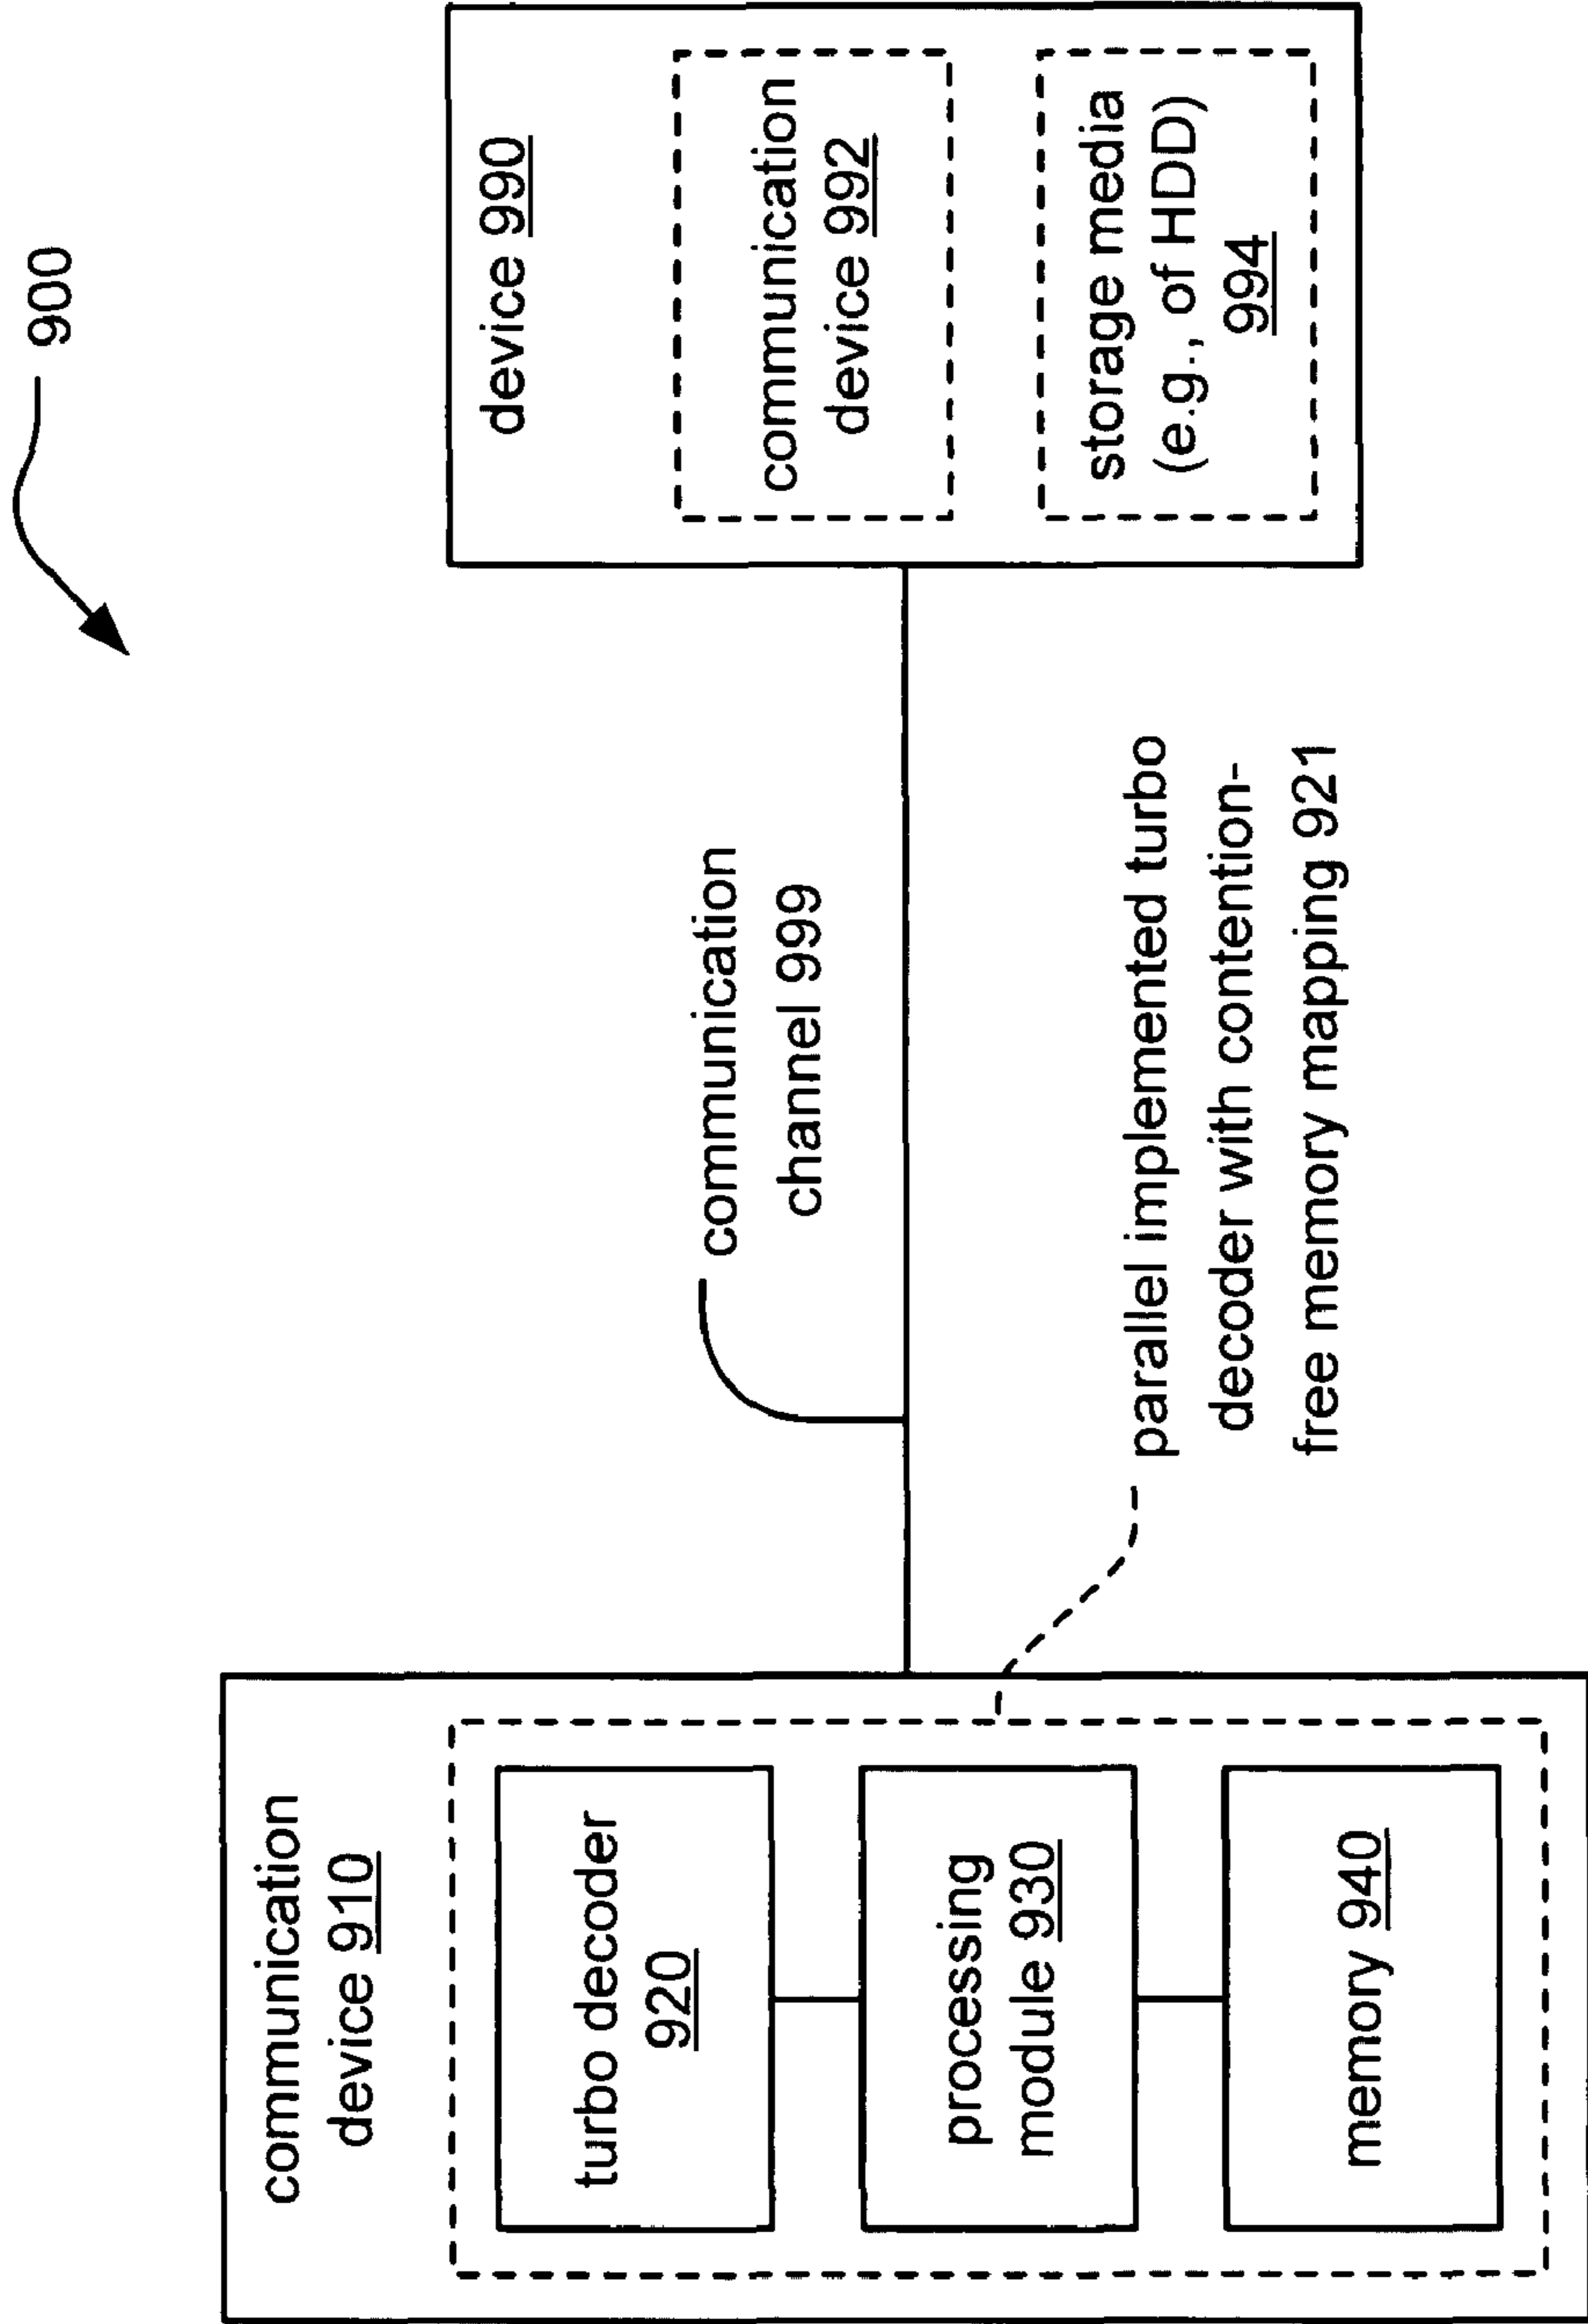 900
communication
device 910
turbo decoder
920
processing
module 930
memory 940
communication
channel 999
parallel implemented turbo
decoder with contention-
free memory mapping 921
device 990
communication
device 992
storage media
(e.g., of HDD)
994